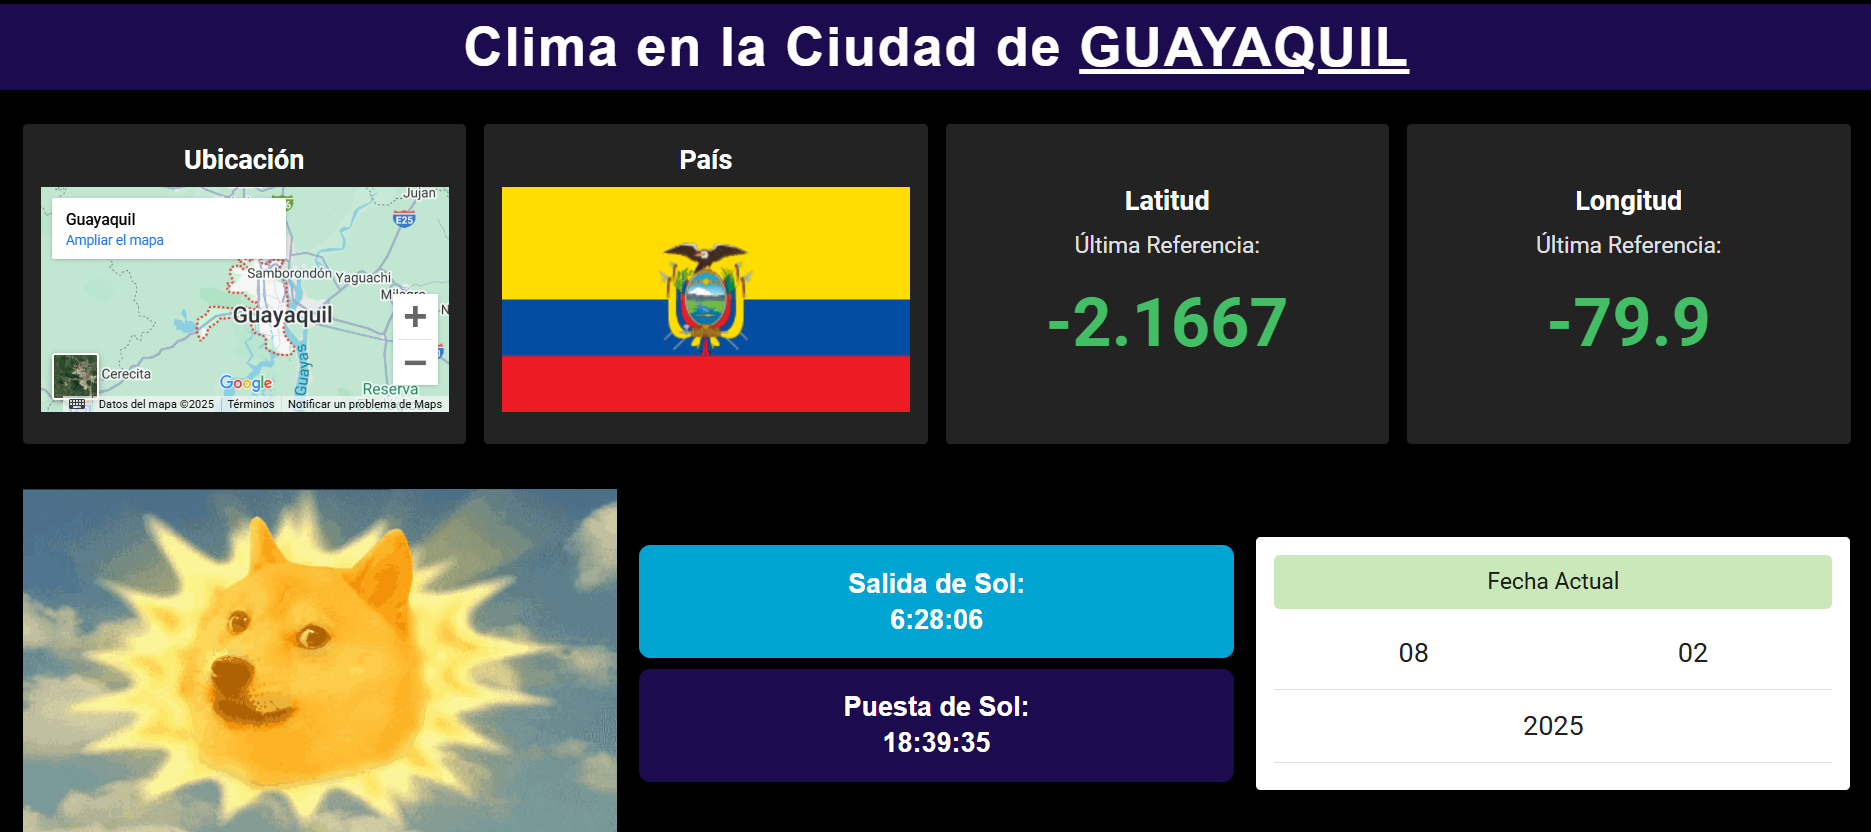 Clima en la Ciudad de GUAYAQUIL
Ubicación
Jujan
E25
Guayaquil
Ampliar el mapa
Samborondón
Yaguachi
Guayaquil
Cerecita
Google
Guayas
Reserva
Datos del mapa ©2025
Términos
Notificar un problema de Maps
País
Latitud
Última Referencia:
-2.1667
Longitud
Última Referencia:
-79.9
Salida de Sol:
6:28:06
Puesta de Sol:
18:39:35
Fecha Actual
08 02
2025